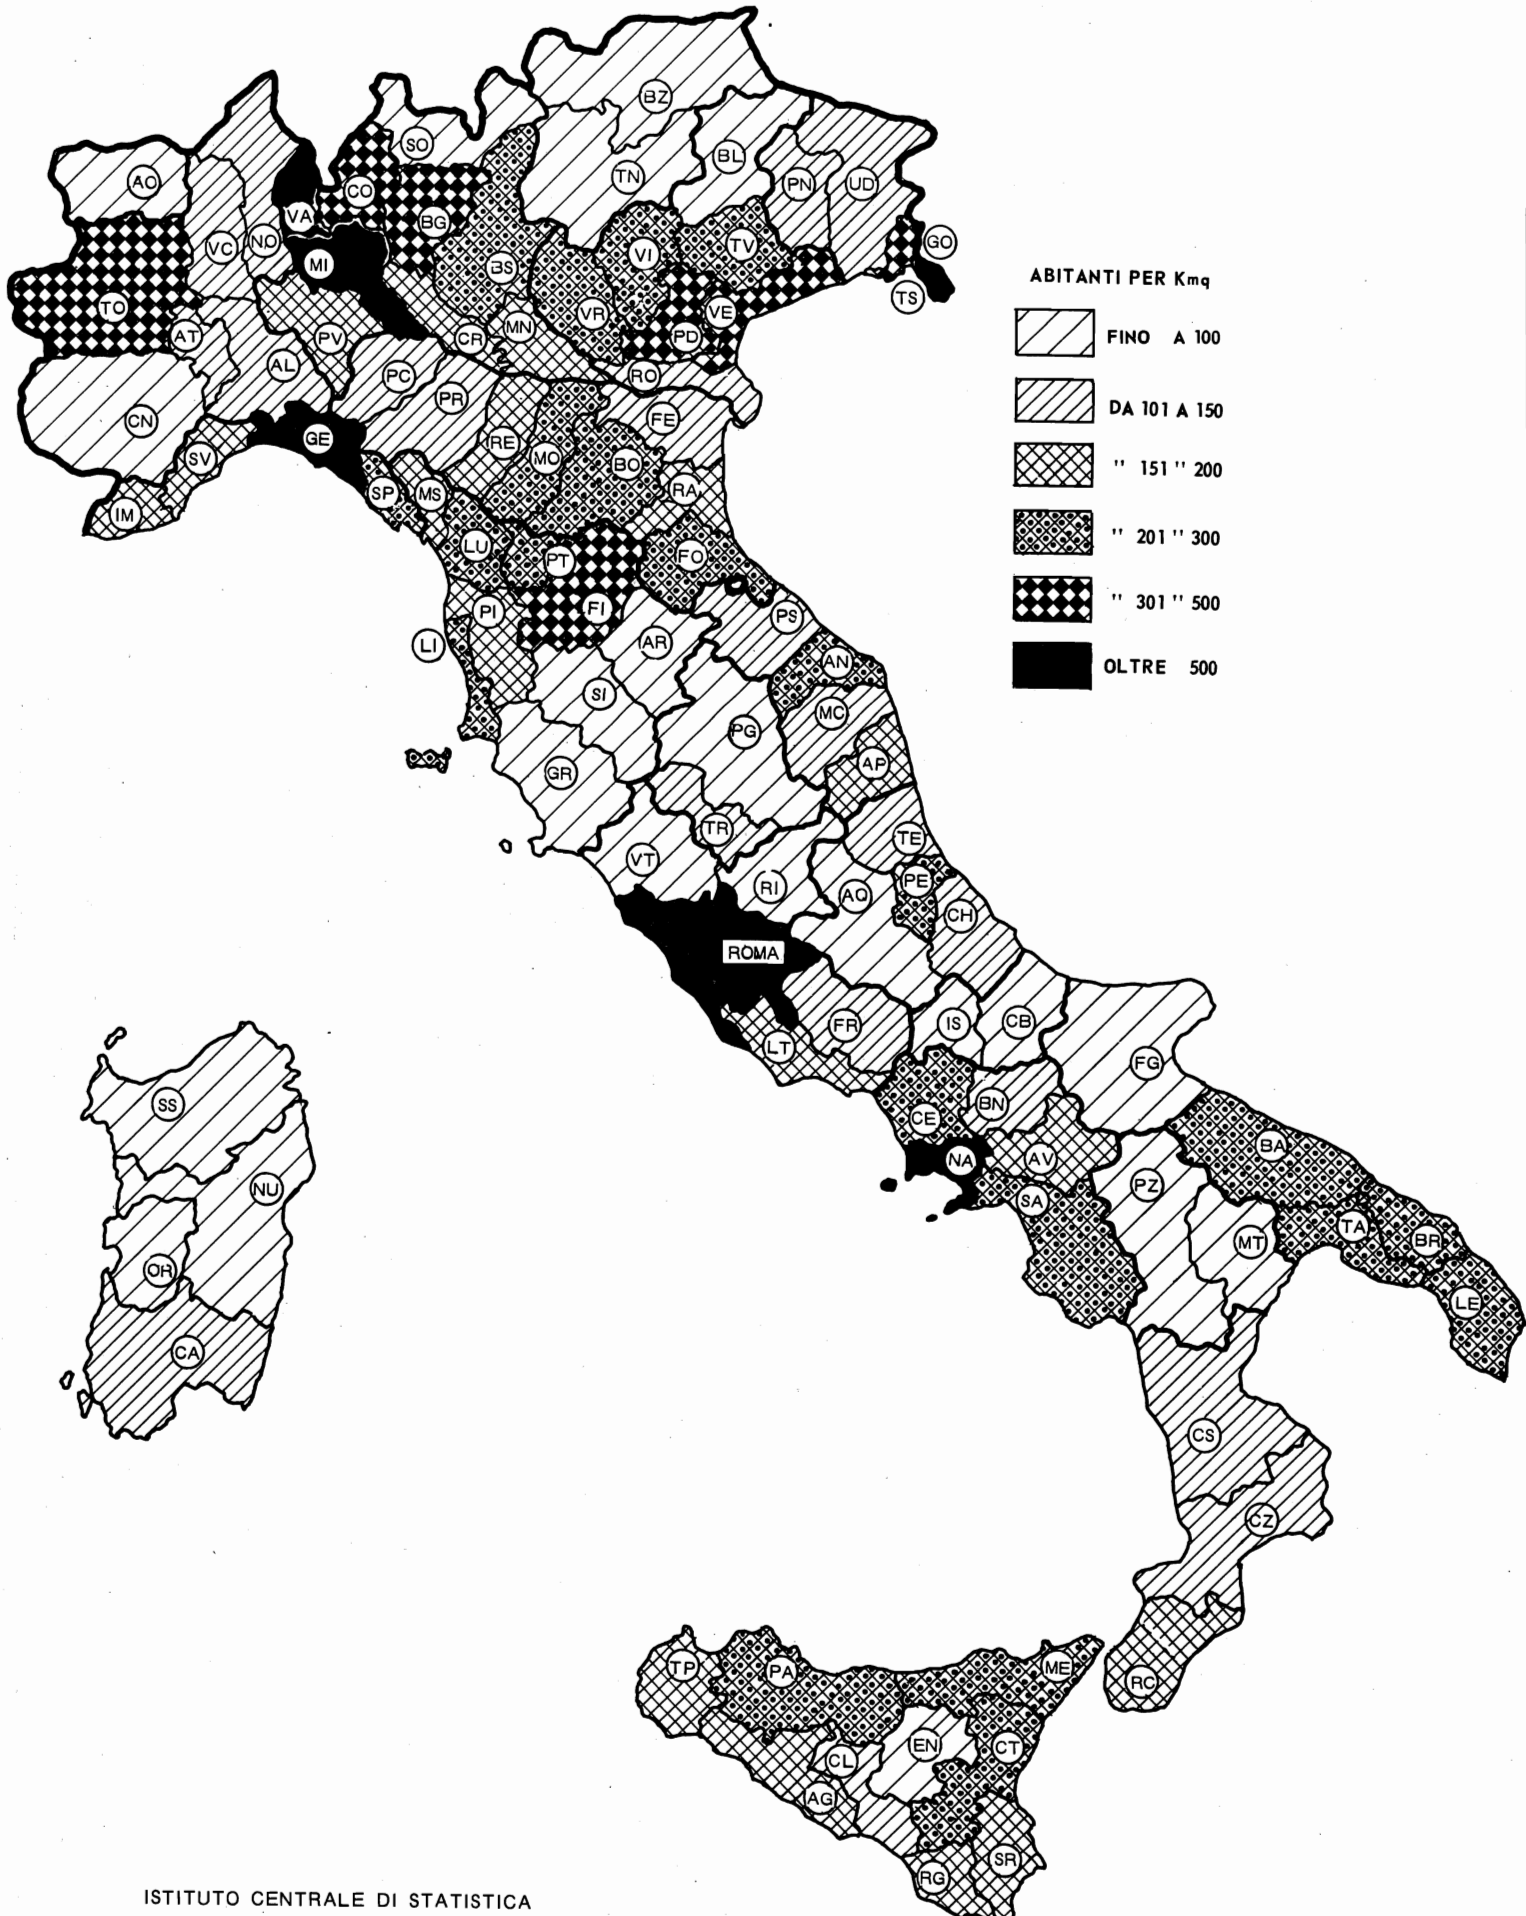 BZ
SO
BL
TN
AO
PN
UD
CO
VA
BG
VC
NO
GO
TV
VI
MI
BS
TS
TO
VE
VR
MN
AT
PV
CR
PD
AL
PC
RO
PR
CN
FE
GE
RE
SV
MO
BO
SP
MS
RA
IM
LU
PT
FO
PI
FI
PS
LI
AR
AN
SI
MC
PG
GR
AP
TR
TE
VT
PE
RI
AQ
CH
ROMA
FR
IS
CB
LT
FG
SS
BN
CE
BA
NA
AV
NU
PZ
SA
TA
MT
BR
OR
LE
CA
CS
CZ
TP
PA
ME
RC
EN
CT
CL
AG
SR
RG
ABITANTI PER Kmq
FINO A 100
DA 101 A 150
" 151 " 200
" 201 " 300
" 301 " 500
OLTRE 500
ISTITUTO CENTRALE DI STATISTICA